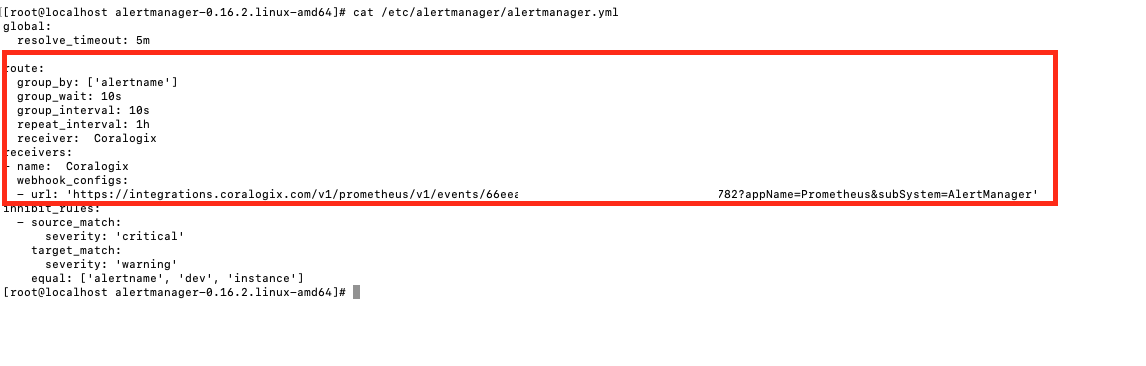 [[root@localhost alertmanager-0.16.2.linux-amd64]# cat /etc/alertmanager/alertmanager.yml
global:
  resolve_timeout: 5m
route:
  group_by: ['alertname']
  group_wait: 10s
  group_interval: 10s
  repeat_interval: 1h
  receiver:  Coralogix
receivers:
- name:  Coralogix
  webhook_configs:
  - url: 'https://integrations.coralogix.com/v1/prometheus/v1/events/66eea 782?appName=Prometheus&subSystem=AlertManager'
inhibit_rules:
  - source_match:
      severity: 'critical'
    target_match:
      severity: 'warning'
    equal: ['alertname', 'dev', 'instance']
[root@localhost alertmanager-0.16.2.linux-amd64]#